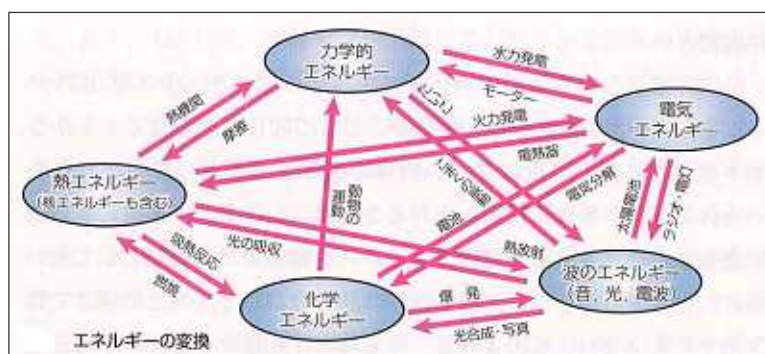 力学的
エネルギー
水力発電
モーター
電気
エネルギー
熱機関
摩擦
火力発電
電熱器
熱エネルギー
(核エネルギーも含む)
動物の
運動
電池
電気分解
太陽電池
ラジオ・電灯
吸熱反応
燃焼
光の吸収
熱放射
化学
エネルギー
爆 発
光合成・写真
波のエネルギー
(音、光、電波)
エネルギーの変換